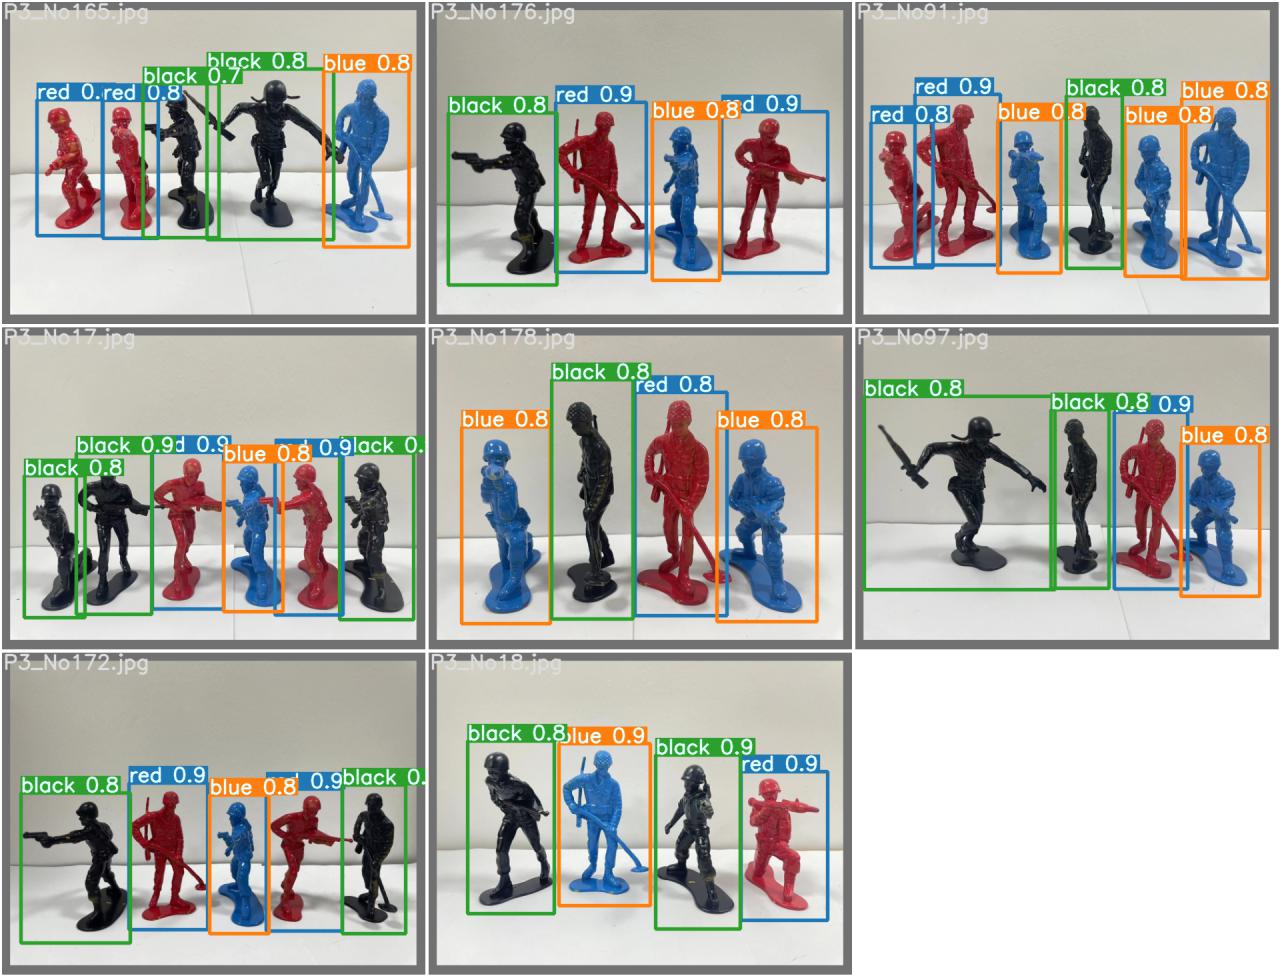 P3_No165.jpg
red 0.
red 0.8
black 0.7
black 0.8
blue 0.8
P3_No176.jpg
black 0.8
red 0.9
blue 0.8
ed 0.9
P3_No91.jpg
red 0.8
red 0.9
blue 0.8
black 0.8
blue 0.8
blue 0.8
P3_No17.jpg
black 0.8
black 0.9
d 0.9
blue 0.8
ed 0.9
lack 0.
P3_No178.jpg
blue 0.8
black 0.8
red 0.8
blue 0.8
P3_No97.jpg
black 0.8
black 0.8
0.9
blue 0.8
P3_No172.jpg
black 0.8
red 0.9
blue 0.8
ed 0.9
black 0.
P3_No18.jpg
black 0.8
blue 0.9
black 0.9
red 0.9